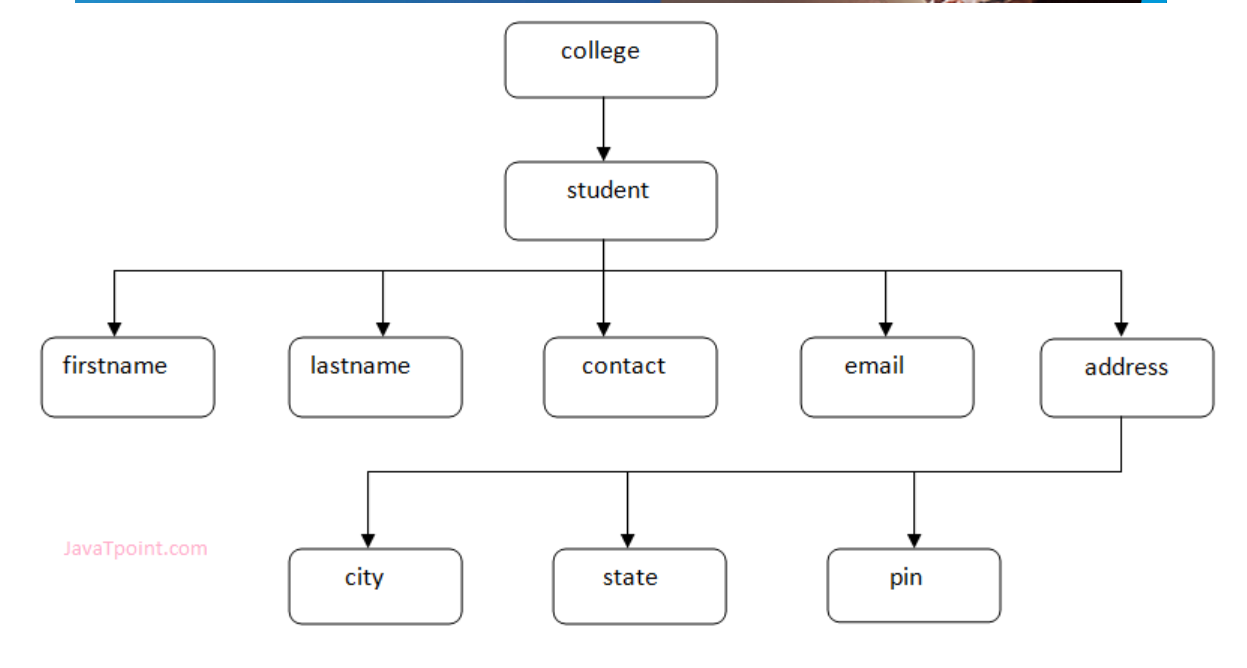 college
student
firstname
lastname
contact
email
address
JavaTpoint.com
city
state
pin